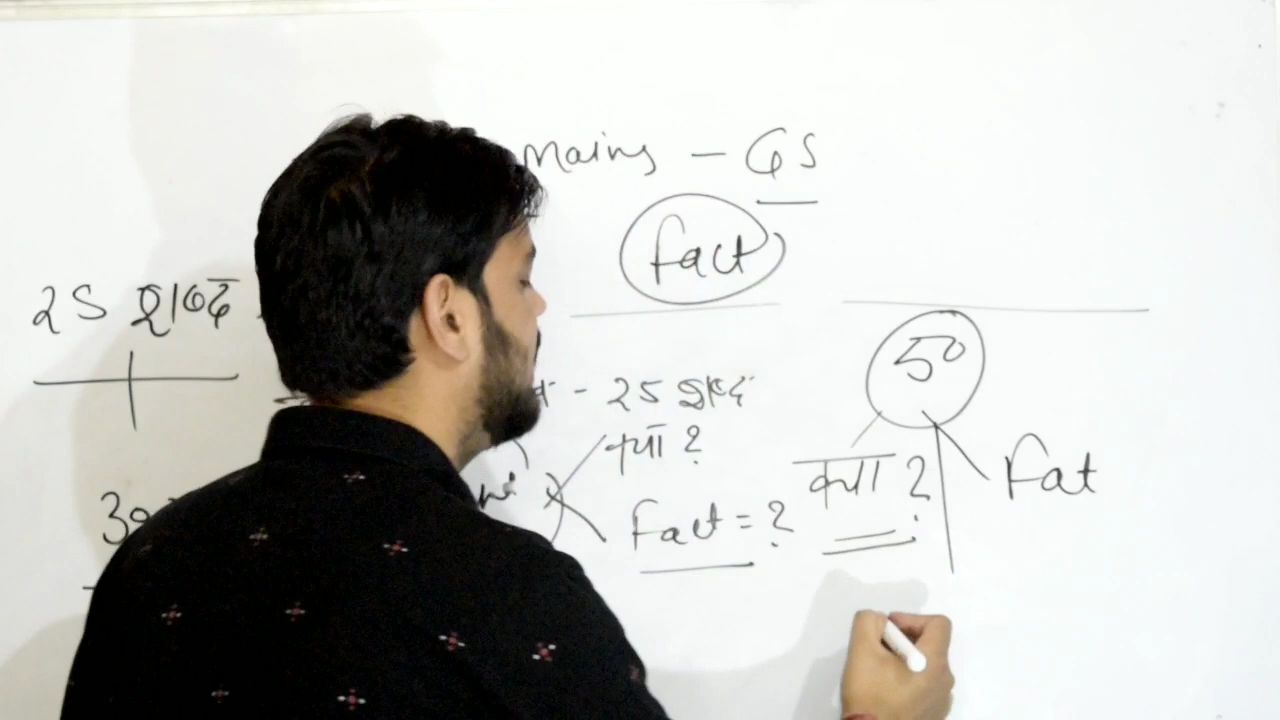 Mains - GS
Fact
25 शब्द
- 25 शब्द
क्या ?
Fact = ?
50
क्या ?
Fat